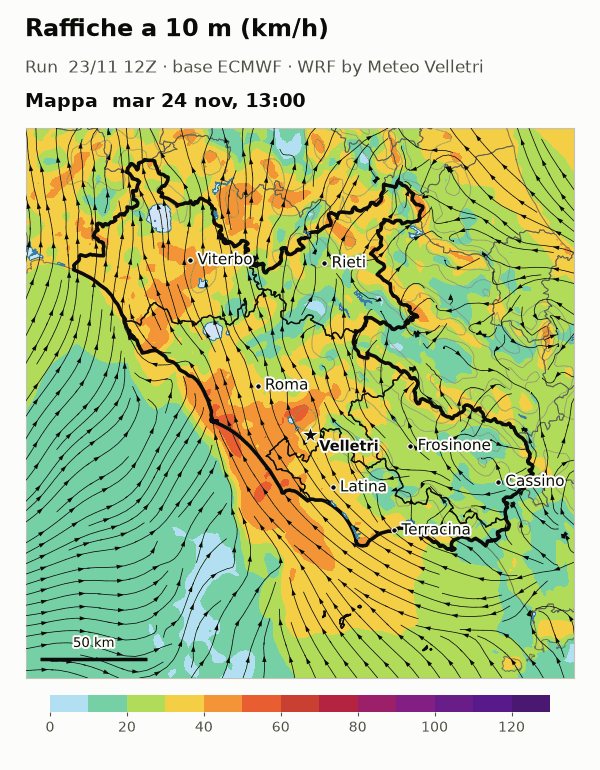 Raffiche a 10 m (km/h)
Run  23/11 12Z · base ECMWF · WRF by Meteo Velletri
Mappa  mar 24 nov, 13:00
Viterbo
Rieti
Roma
Velletri
Frosinone
Cassino
Latina
Terracina
50 km
0 20 40 60 80 100 120